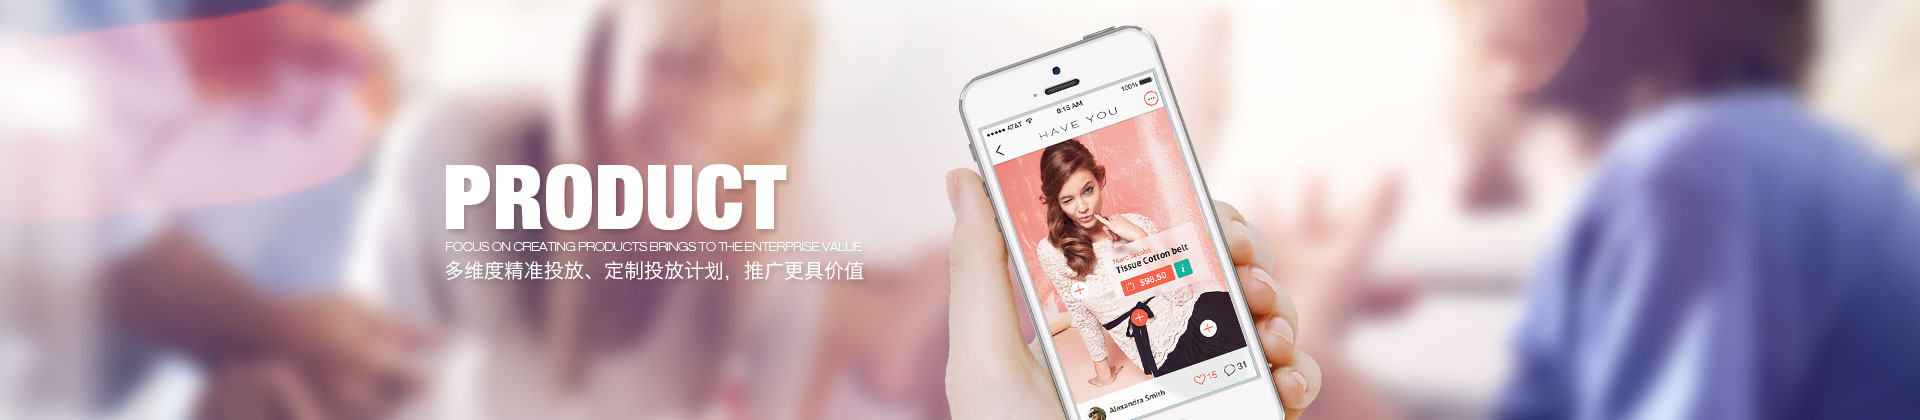 PRODUCT
FOCUS ON CREATING PRODUCTS BRINGS TO THE ENTERPRISE VALUE
多维度精准投放、定制投放计划，推广更具价值
AT&T 8:15 AM 100%
HAVE YOU
Marc Jacobs
Tissue Cotton belt
$98.50 i
15 31
Alexandra Smith